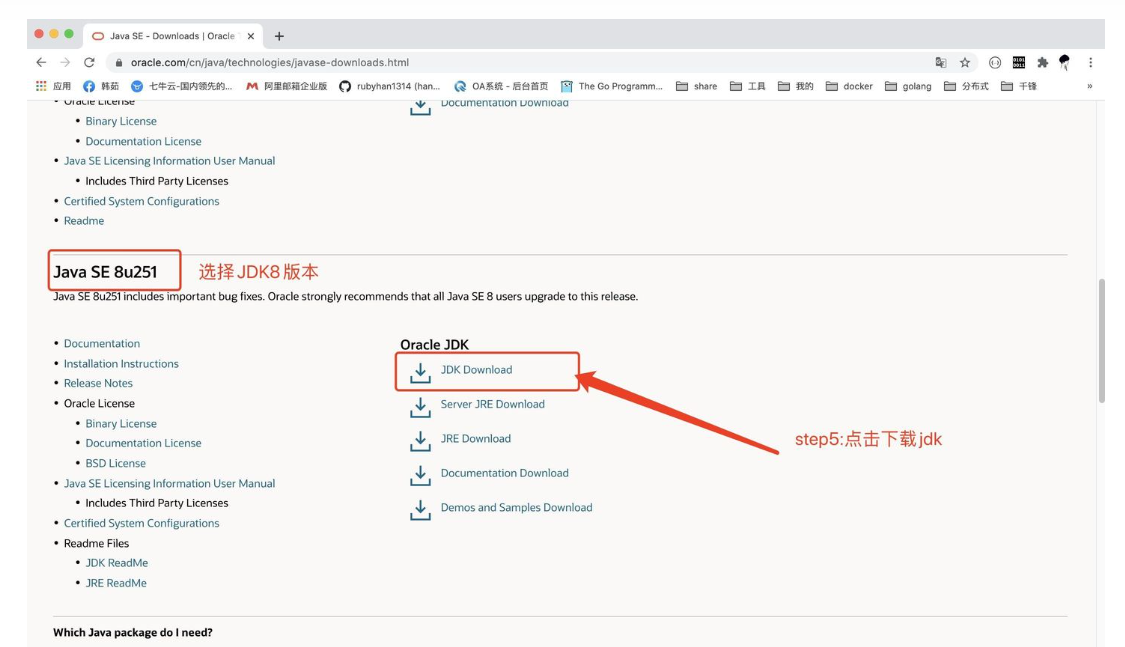 Java SE - Downloads | Oracle
oracle.com/cn/java/technologies/javase-downloads.html
应用 韩茹 七牛云-国内领先的... 阿里邮箱企业版 rubyhan1314 (han... OA系统 - 后台首页 The Go Programm... share 工具 我的 docker golang 分布式 千锋 »
Oracle License
Documentation Download
• Binary License
• Documentation License
• Java SE Licensing Information User Manual
• Includes Third Party Licenses
• Certified System Configurations
• Readme
Java SE 8u251 选择JDK8版本
Java SE 8u251 includes important bug fixes. Oracle strongly recommends that all Java SE 8 users upgrade to this release.
• Documentation
• Installation Instructions
• Release Notes
• Oracle License
• Binary License
• Documentation License
• BSD License
• Java SE Licensing Information User Manual
• Includes Third Party Licenses
• Certified System Configurations
• Readme Files
• JDK ReadMe
• JRE ReadMe
Oracle JDK
JDK Download
Server JRE Download
JRE Download
Documentation Download
Demos and Samples Download
step5:点击下载jdk
Which Java package do I need?